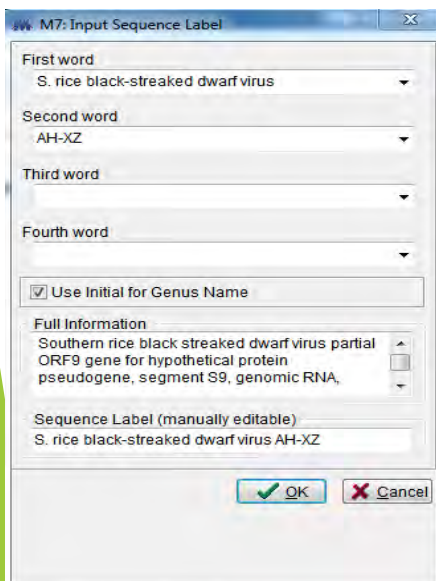 M7: Input Sequence Label
First word
S. rice black-streaked dwarf virus
Second word
AH-XZ
Third word
Fourth word
Use Initial for Genus Name
Full Information
Southern rice black streaked dwarf virus partial
ORF9 gene for hypothetical protein
pseudogene, segment S9, genomic RNA,
Sequence Label (manually editable)
S. rice black-streaked dwarf virus AH-XZ
OK Cancel